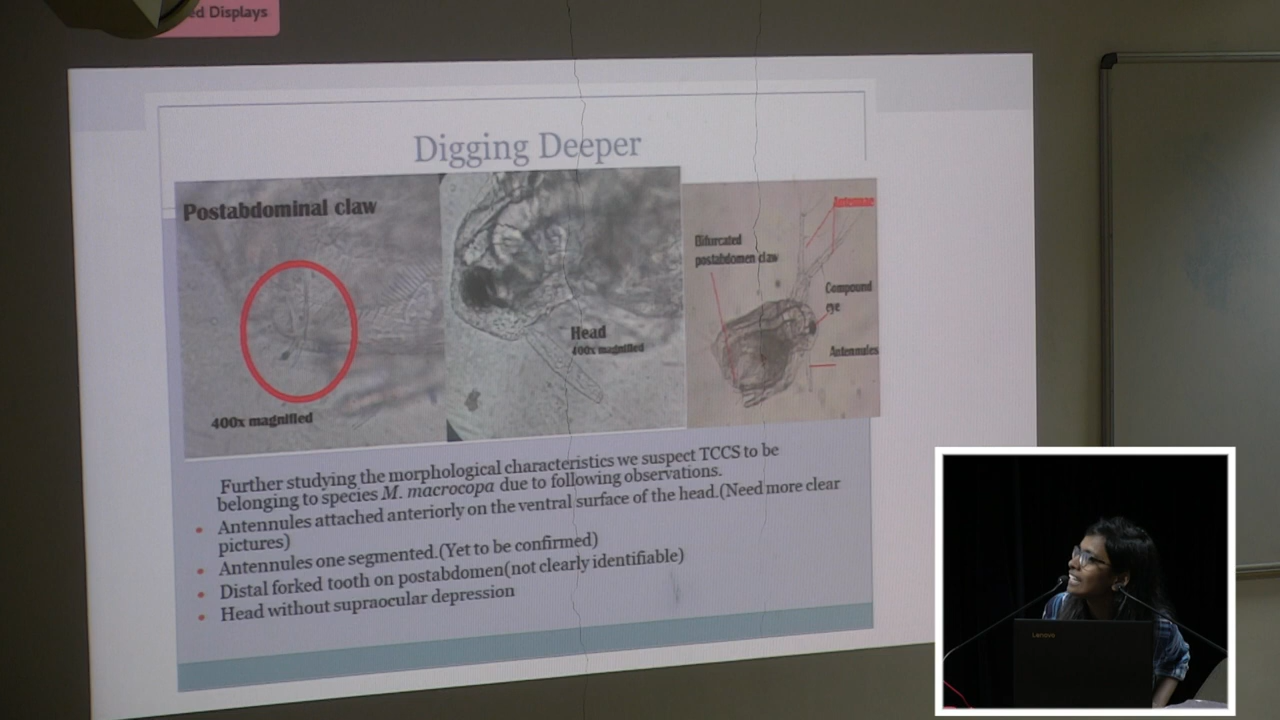 ed Displays
Digging Deeper
Postabdominal claw
400x magnified
Head
400x magnified
Antennae
Bifurcated
postabdomen claw
Compound
eye
Antennules
Further studying the morphological characteristics we suspect TCCS to be
belonging to species M. macrocopa due to following observations.
• Antennules attached anteriorly on the ventral surface of the head.(Need more clear
pictures)
• Antennules one segmented.(Yet to be confirmed)
• Distal forked tooth on postabdomen(not clearly identifiable)
• Head without supraocular depression
Lenovo